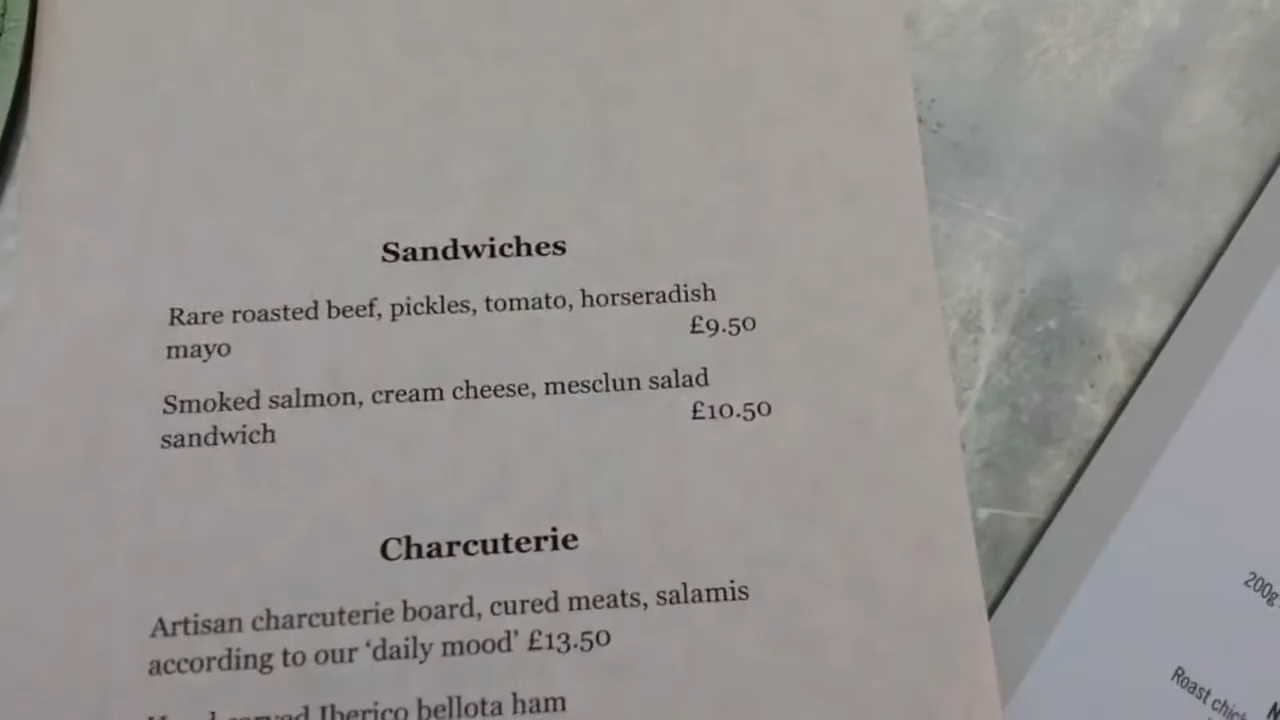 Sandwiches
Rare roasted beef, pickles, tomato, horseradish
mayo £9.50
Smoked salmon, cream cheese, mesclun salad
sandwich £10.50
Charcuterie
Artisan charcuterie board, cured meats, salamis
according to our ‘daily mood’ £13.50
Iberico bellota ham
200g
Roast